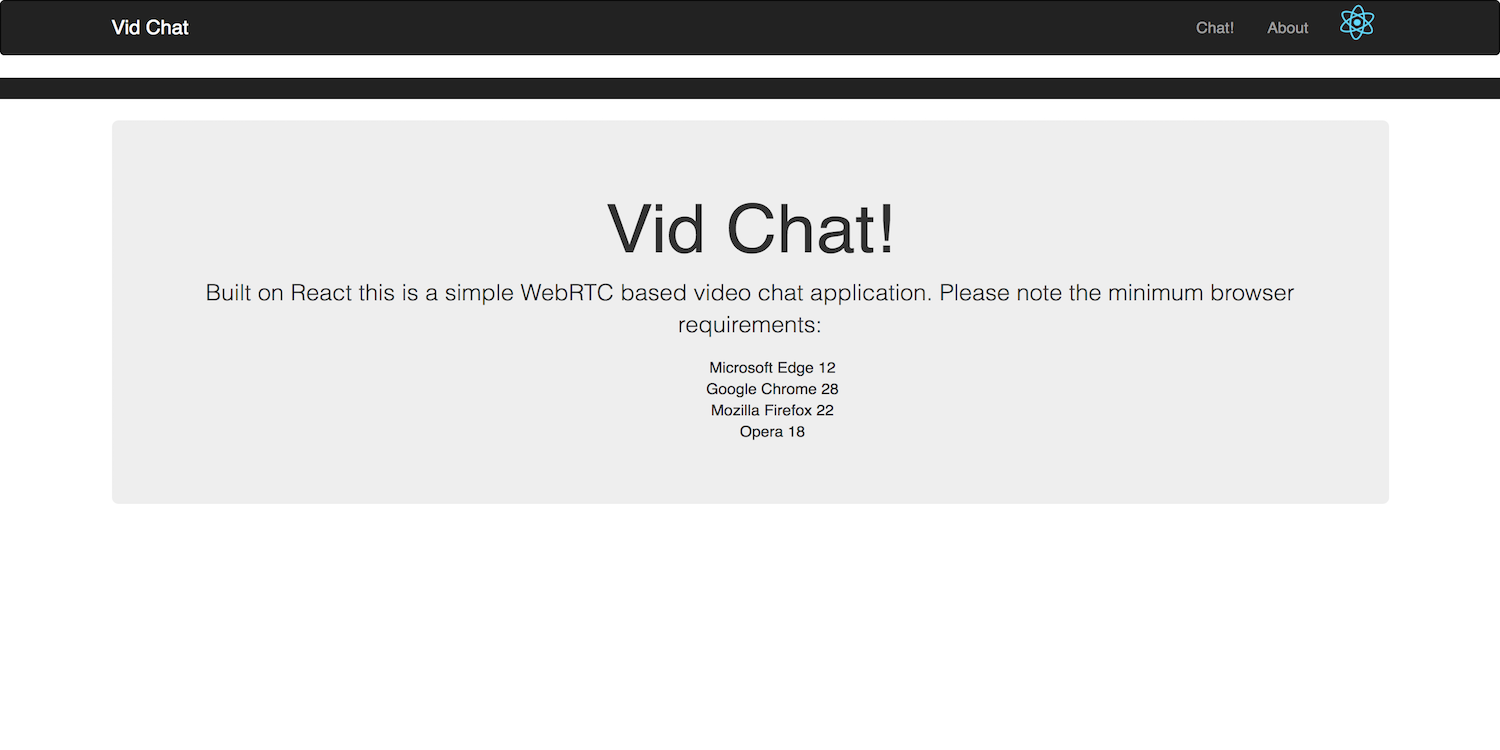 Vid Chat
Chat!
About
Vid Chat!
Built on React this is a simple WebRTC based video chat application. Please note the minimum browser
requirements:
Microsoft Edge 12
Google Chrome 28
Mozilla Firefox 22
Opera 18